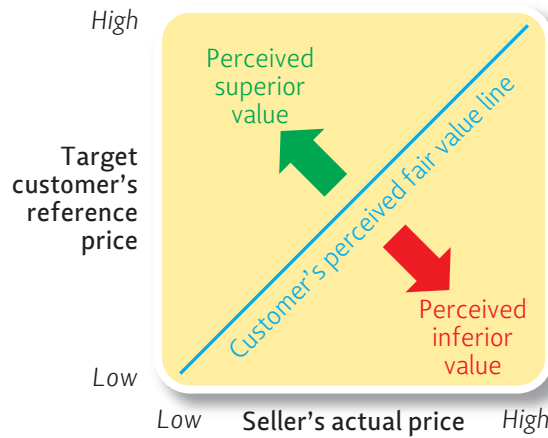 High
Perceived
superior
value
Target
customer's
reference
price
Customer's perceived fair value line
Perceived
inferior
value
Low
Low Seller's actual price High